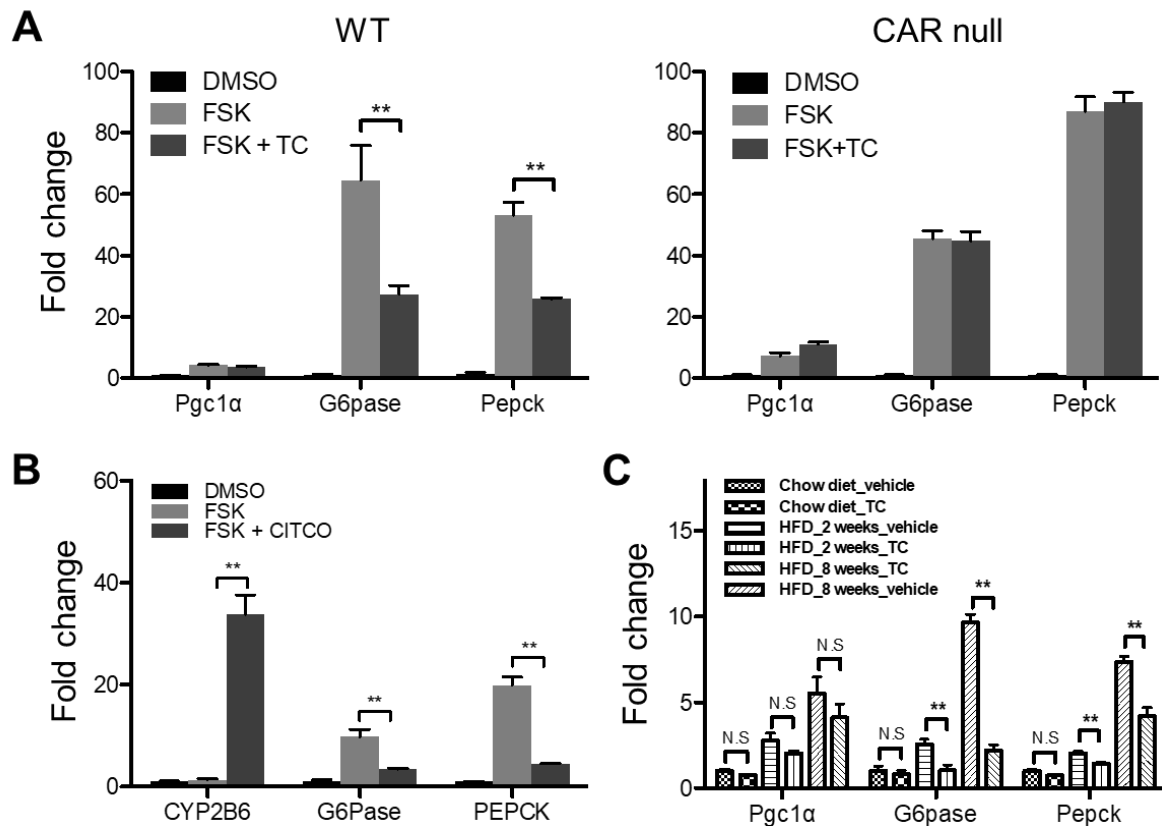 A
WT
CAR null
DMSO
FSK
FSK + TC
**
**
100
80
60
40
20
0
Fold change
Pgc1α
G6pase
Pepck
DMSO
FSK
FSK+TC
100
80
60
40
20
0
Pgc1α
G6pase
Pepck
B
DMSO
FSK
FSK + CITCO
**
**
**
60
40
20
0
Fold change
CYP2B6
G6Pase
PEPCK
C
Chow diet_vehicle
Chow diet_TC
HFD_2 weeks_vehicle
HFD_2 weeks_TC
HFD_8 weeks_TC
HFD_8 weeks_vehicle
N.S
N.S
N.S
N.S
**
**
N.S
**
**
15
10
5
0
Fold change
Pgc1α
G6pase
Pepck